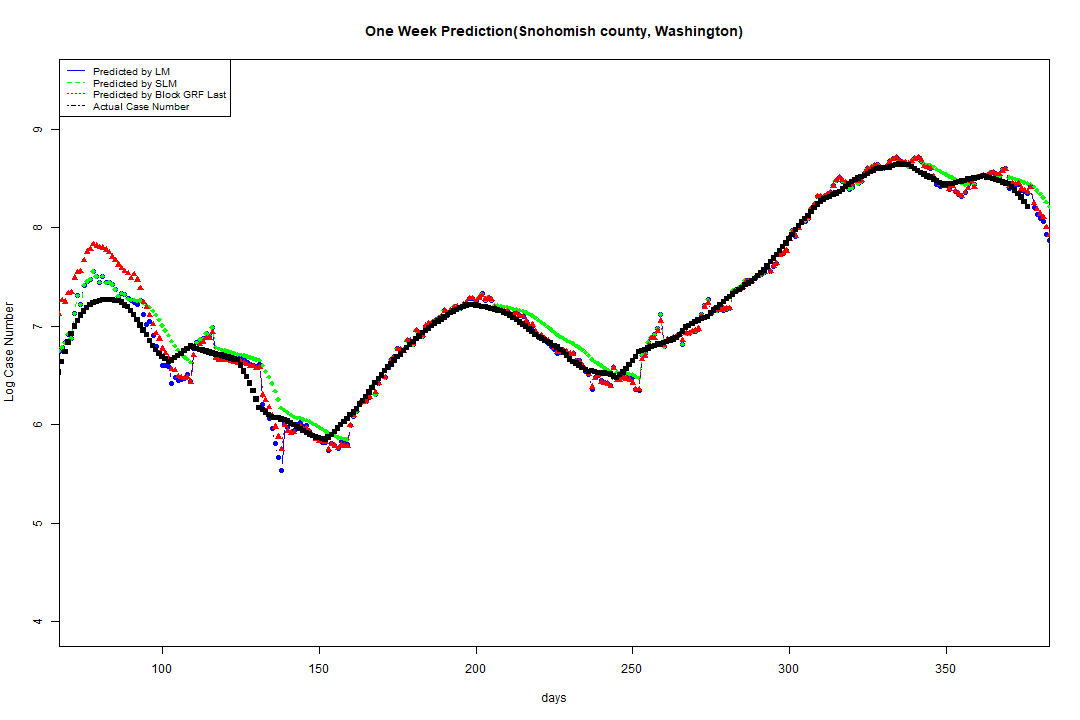 One Week Prediction(Snohomish county, Washington)
Predicted by LM
Predicted by SLM
Predicted by Block GRF Last
Actual Case Number
9
8
7
6
5
4
Log Case Number
100 150 200 250 300 350
days